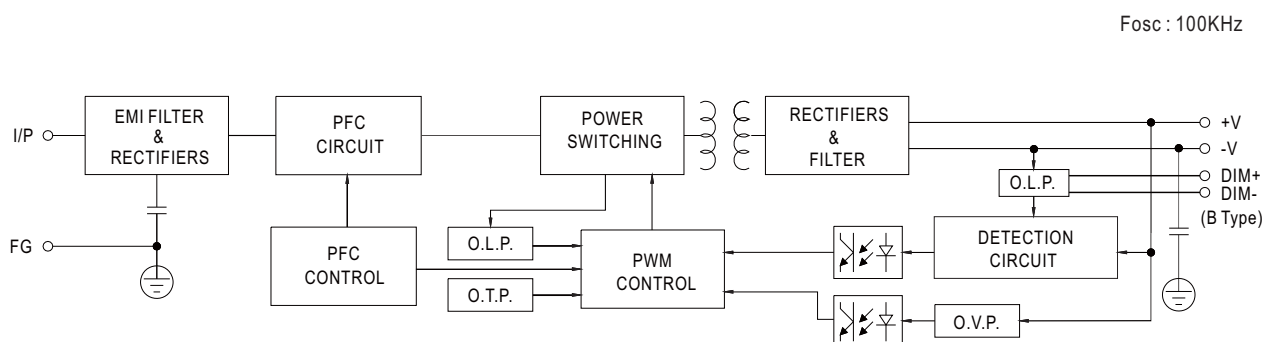 Fosc : 100KHz
I/P
EMI FILTER
&
RECTIFIERS
PFC
CIRCUIT
POWER
SWITCHING
RECTIFIERS
&
FILTER
+V
-V
O.L.P.
DIM+
DIM-
(B Type)
FG
PFC
CONTROL
O.L.P.
O.T.P.
PWM
CONTROL
DETECTION
CIRCUIT
O.V.P.